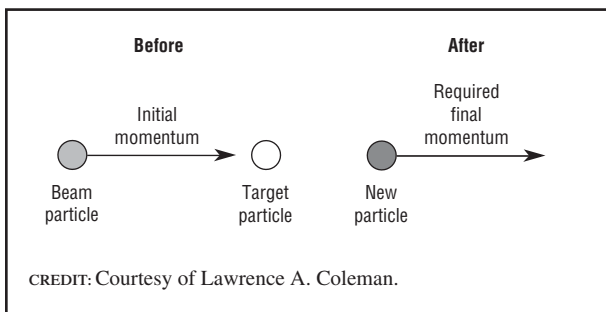 Before
After
Initial
momentum
Required
final
momentum
Beam
particle
Target
particle
New
particle
CREDIT: Courtesy of Lawrence A. Coleman.